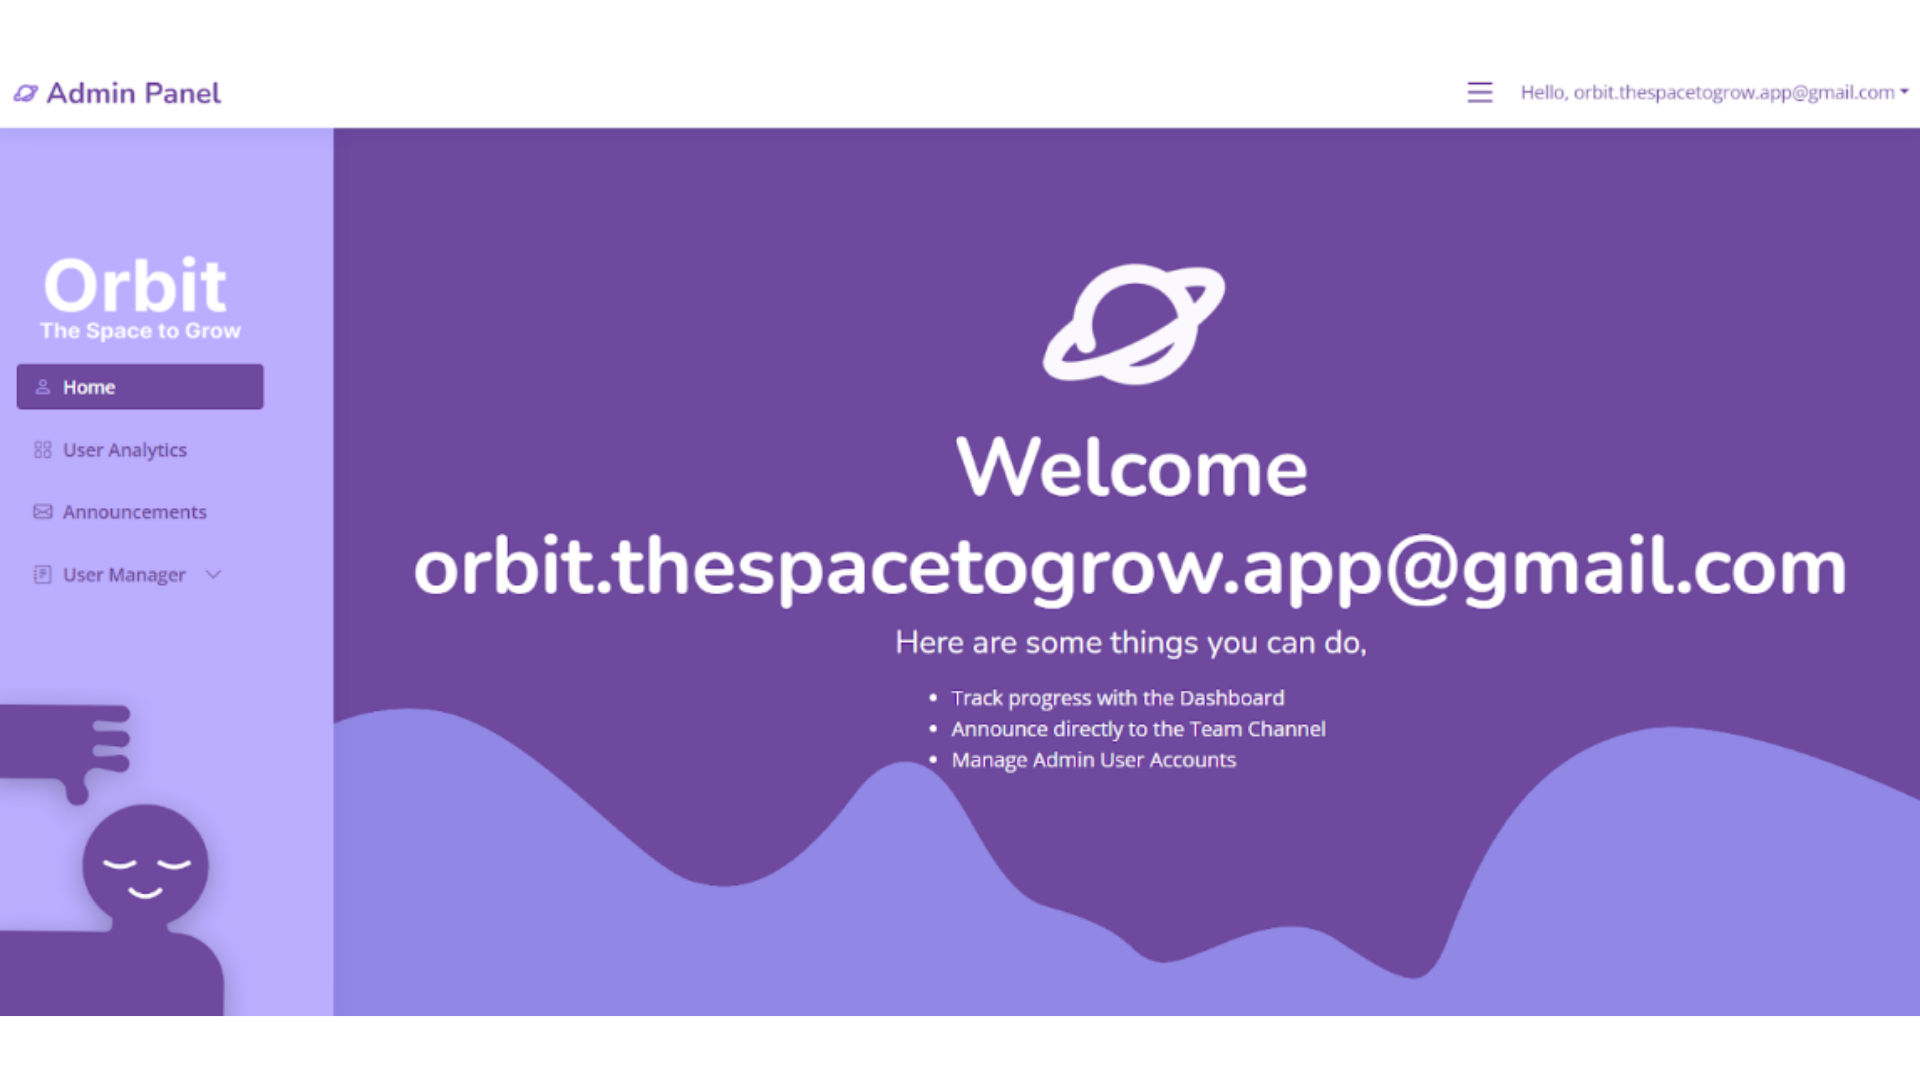 Admin Panel
Hello, orbit.thespacetogrow.app@gmail.com
Orbit
The Space to Grow
Home
User Analytics
Announcements
User Manager
Welcome
orbit.thespacetogrow.app@gmail.com
Here are some things you can do,
• Track progress with the Dashboard
• Announce directly to the Team Channel
• Manage Admin User Accounts